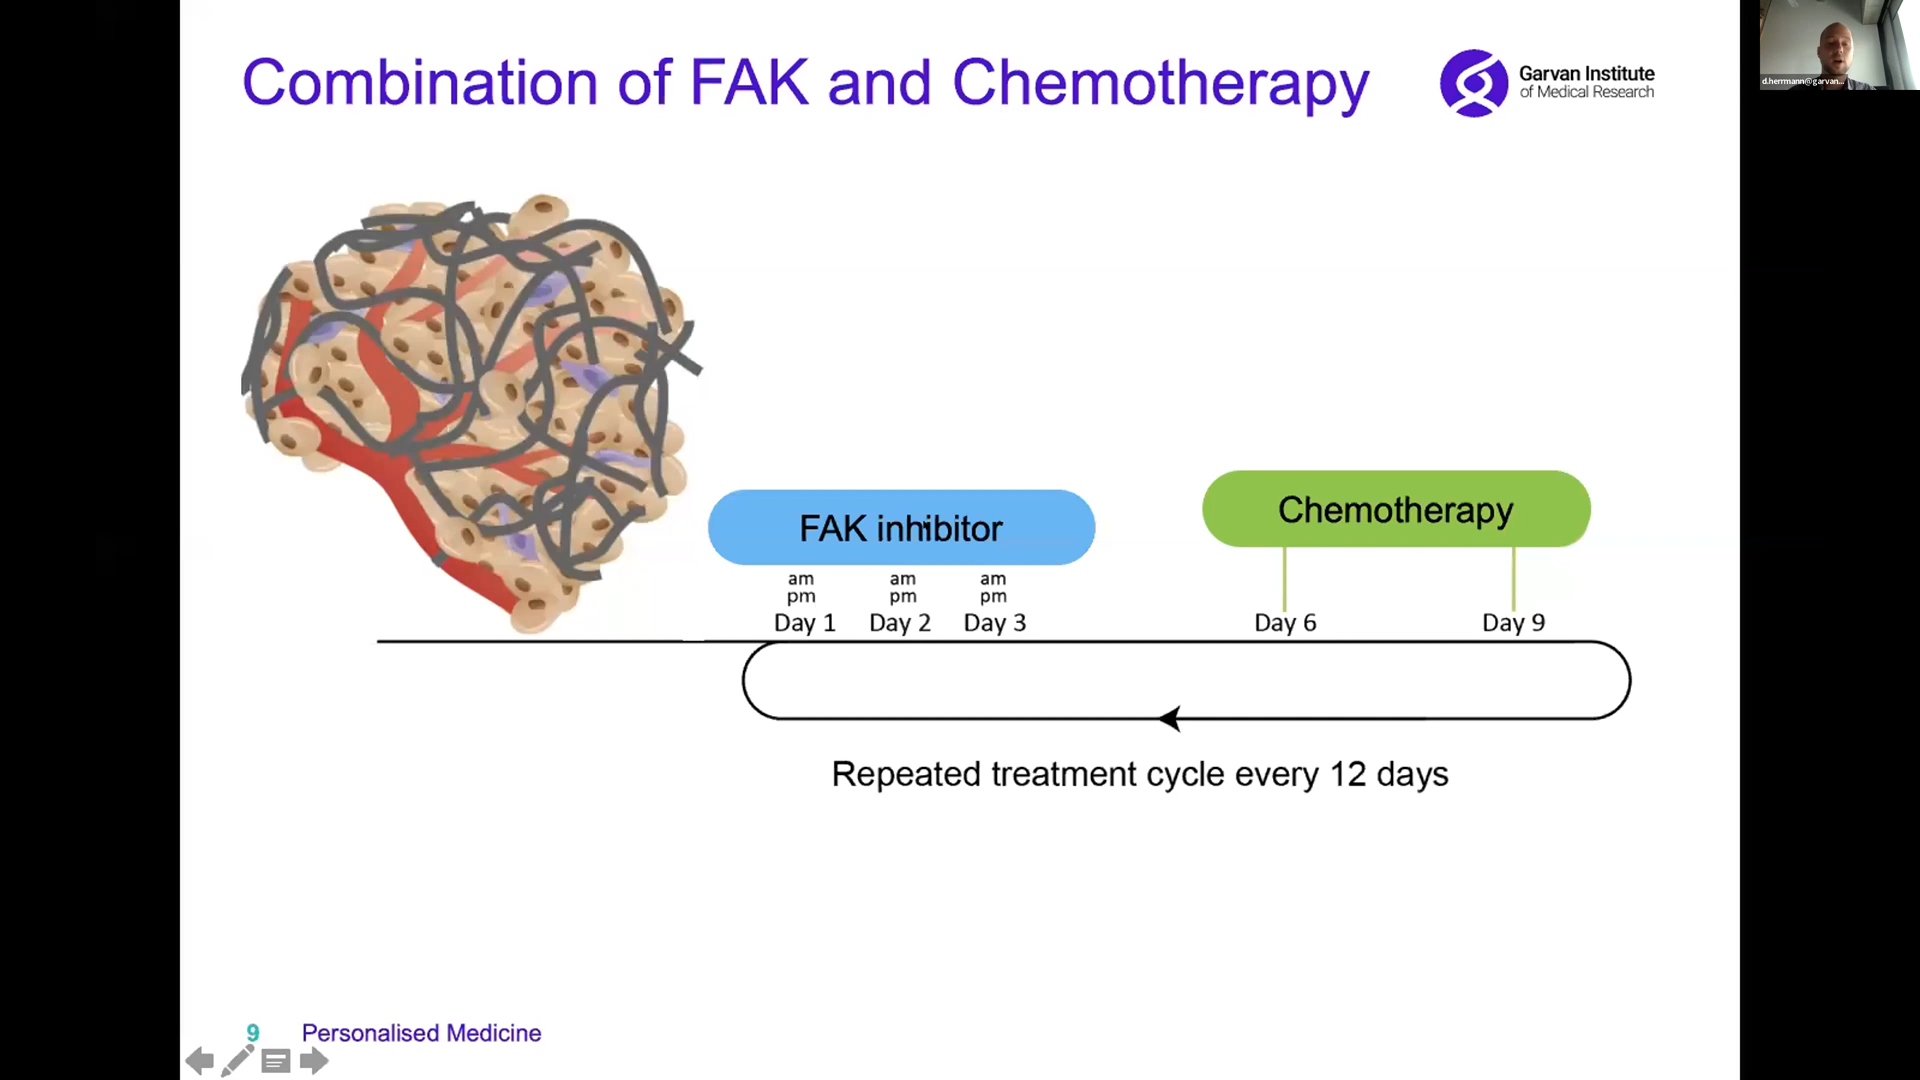 Combination of FAK and Chemotherapy
Garvan Institute
of Medical Research
d.herrmann@garvan...
FAK inhibitor
Chemotherapy
am am am
pm pm pm
Day 1 Day 2 Day 3 Day 6 Day 9
Repeated treatment cycle every 12 days
9 Personalised Medicine